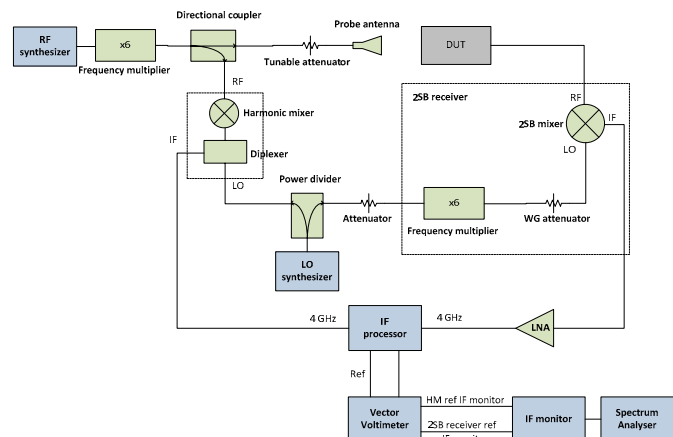 Directional coupler
Probe antenna
RF
synthesizer
x6
Frequency multiplier
Tunable attenuator
DUT
RF
2SB receiver
RF
Harmonic mixer
2SB mixer
IF
IF
Diplexer
LO
LO
Power divider
x6
Attenuator
Frequency multiplier
WG attenuator
LO
synthesizer
4 GHz
IF
processor
4 GHz
LNA
Ref
HM ref IF monitor
Vector
Voltimeter
2SB receiver ref
IF monitor
Spectrum
Analyser